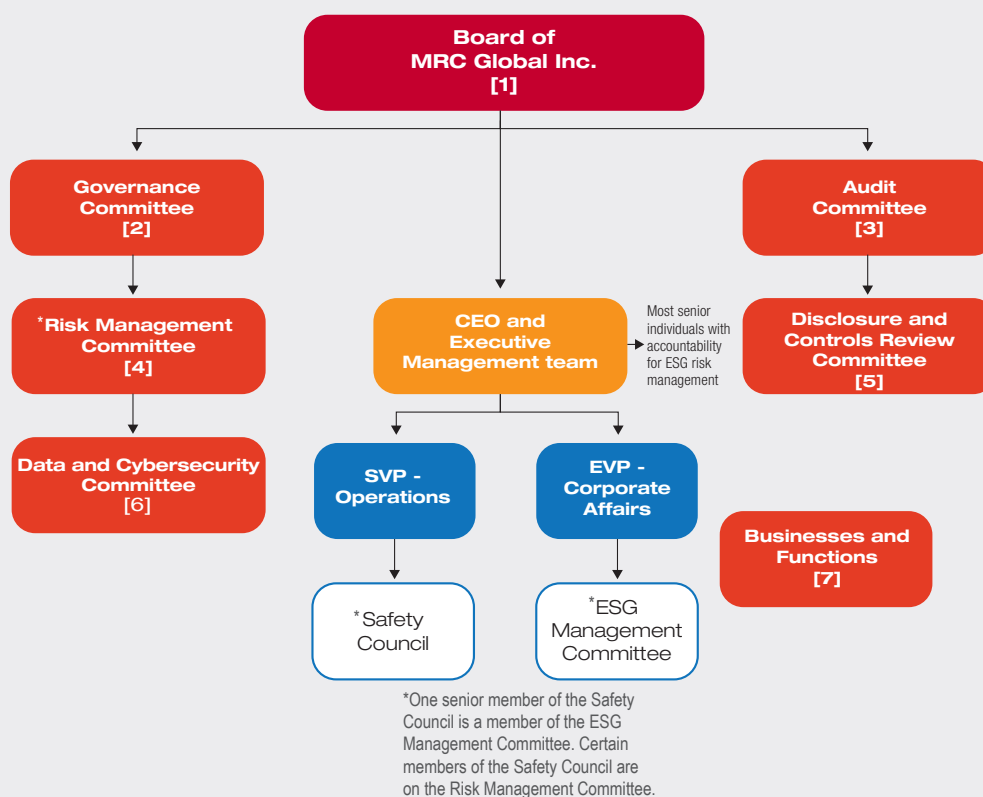 Board of
MRC Global Inc.
[1]
Governance
Committee
[2]
Audit
Committee
[3]
*Risk Management
Committee
[4]
CEO and
Executive
Management team
Most senior
individuals with
accountability
for ESG risk
management
Disclosure and
Controls Review
Committee
[5]
Data and Cybersecurity
Committee
[6]
SVP -
Operations
EVP -
Corporate
Affairs
Businesses and
Functions
[7]
*Safety
Council
*ESG
Management
Committee
*One senior member of the Safety
Council is a member of the ESG
Management Committee. Certain
members of the Safety Council are
on the Risk Management Committee.